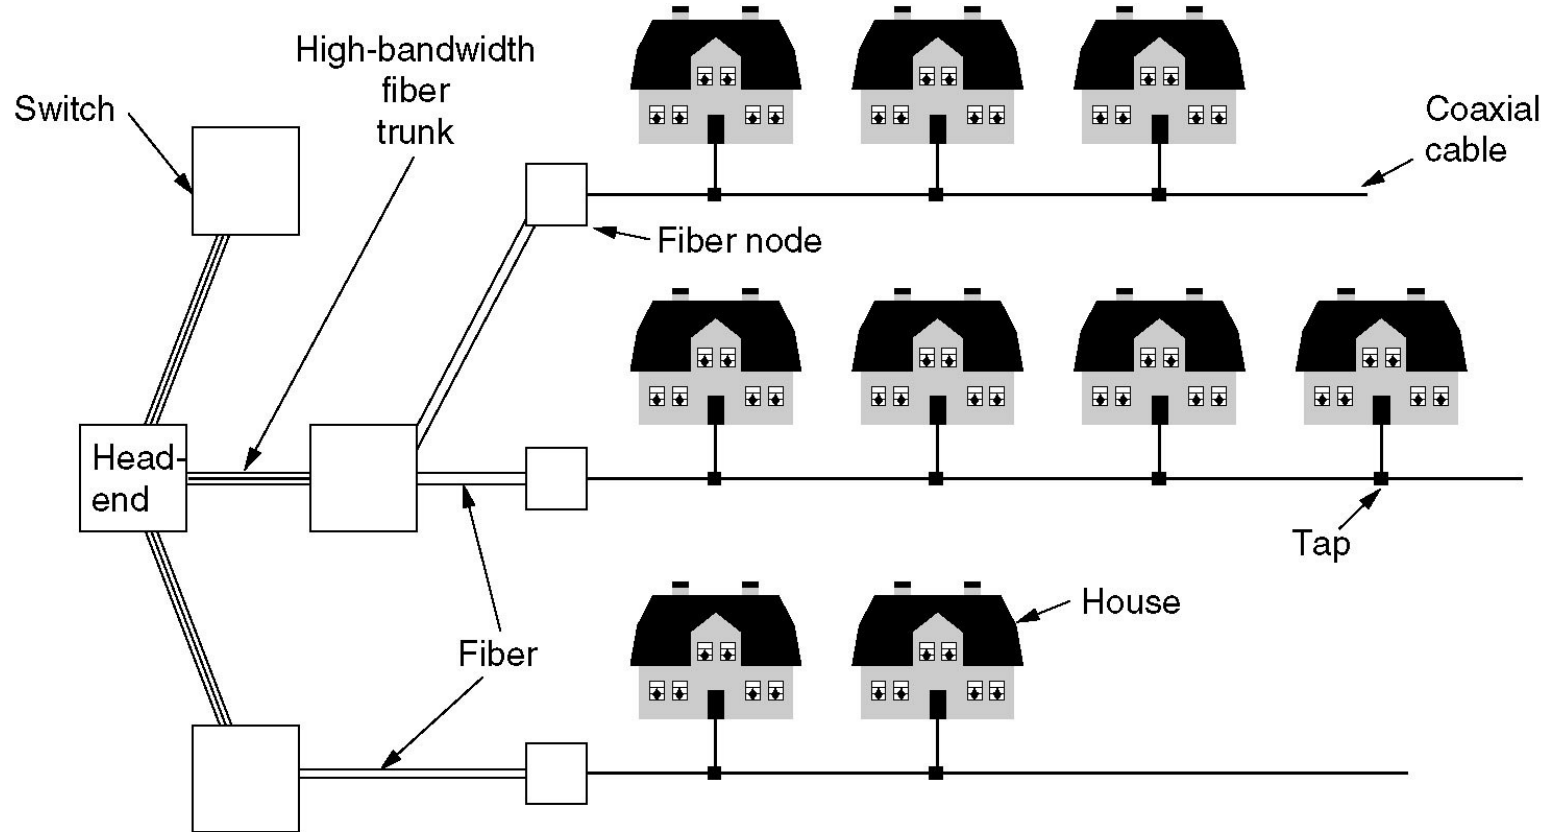 High-bandwidth
fiber
trunk
Switch
Coaxial
cable
Fiber node
Head-
end
Tap
House
Fiber